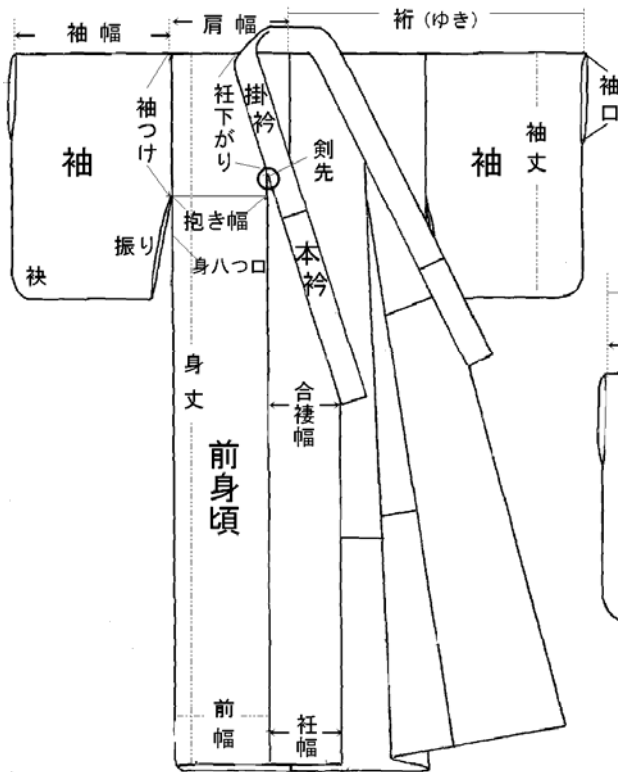 袖幅
肩幅
裄(ゆき)
袖つけ
衽下がり
掛衿
剣先
袖
袖
袖丈
袖口
抱き幅
振り
身八つ口
袂
本衿
身丈
合褄幅
前身頃
前幅
衽幅